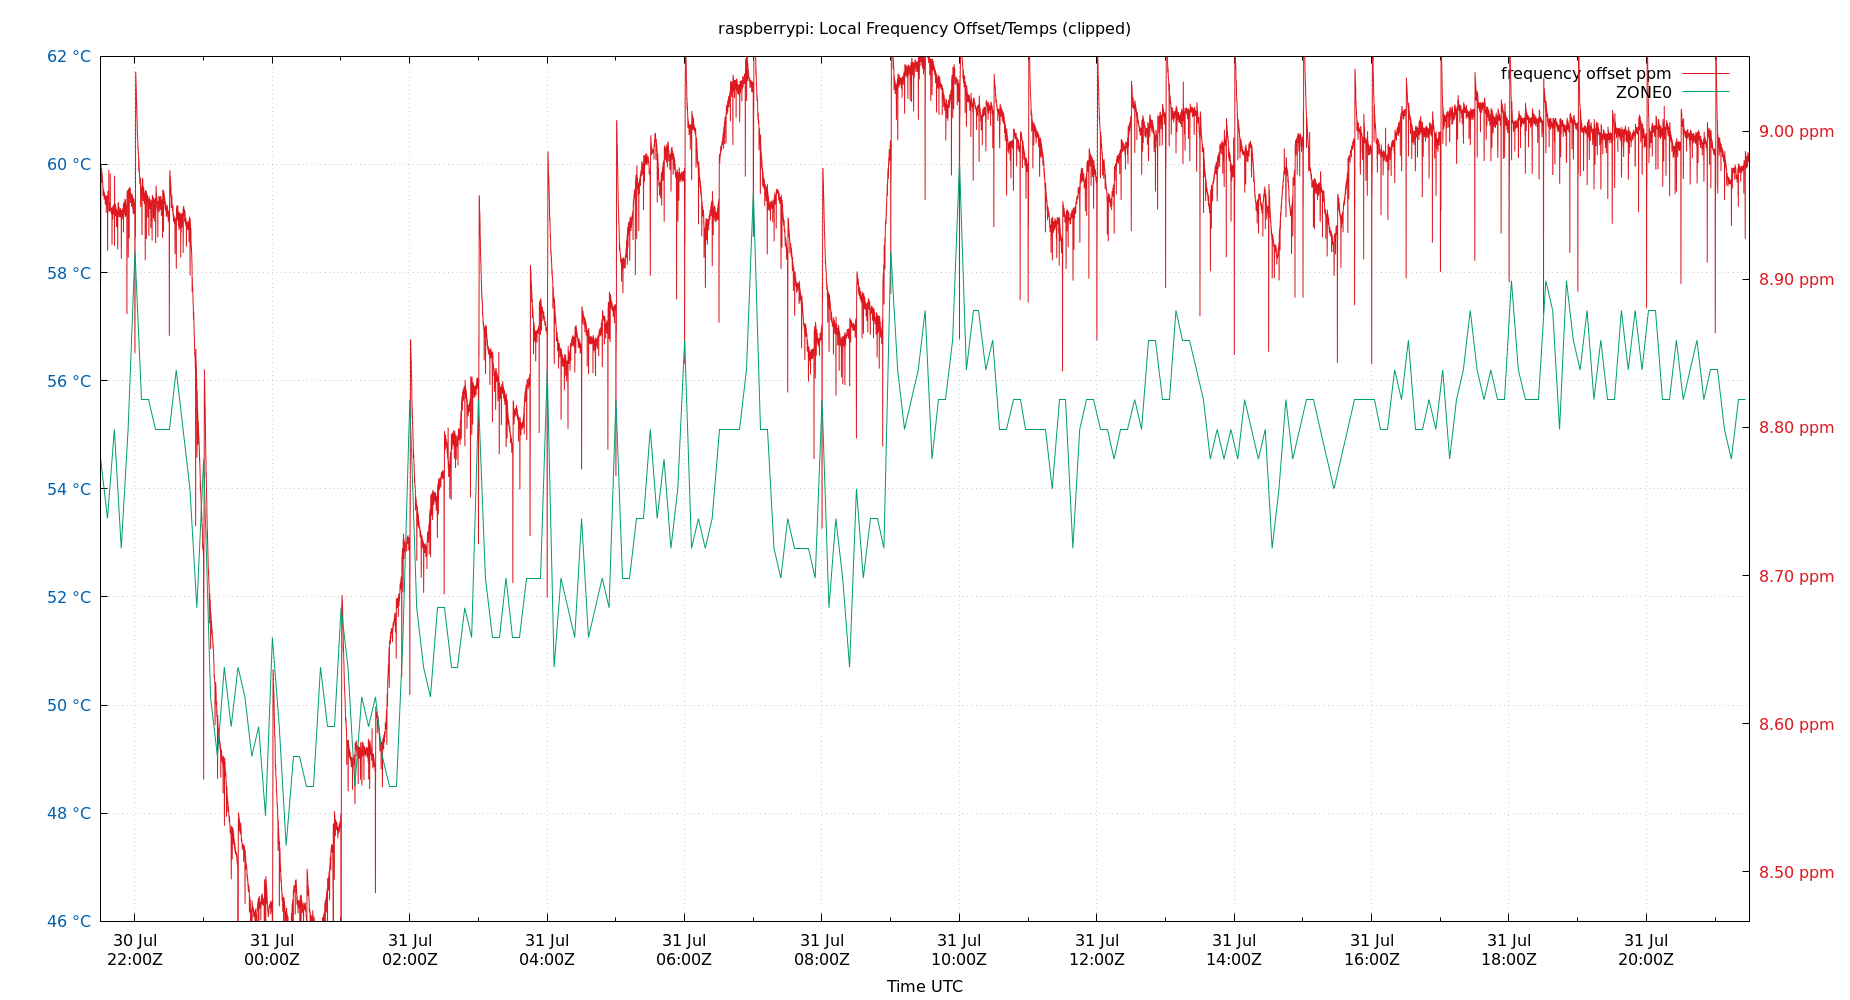 raspberrypi: Local Frequency Offset/Temps (clipped)
frequency offset ppm
ZONE0
62 °C
60 °C
58 °C
56 °C
54 °C
52 °C
50 °C
48 °C
46 °C
9.00 ppm
8.90 ppm
8.80 ppm
8.70 ppm
8.60 ppm
8.50 ppm
30 Jul
22:00Z
31 Jul
00:00Z
31 Jul
02:00Z
31 Jul
04:00Z
31 Jul
06:00Z
31 Jul
08:00Z
31 Jul
10:00Z
31 Jul
12:00Z
31 Jul
14:00Z
31 Jul
16:00Z
31 Jul
18:00Z
31 Jul
20:00Z
Time UTC